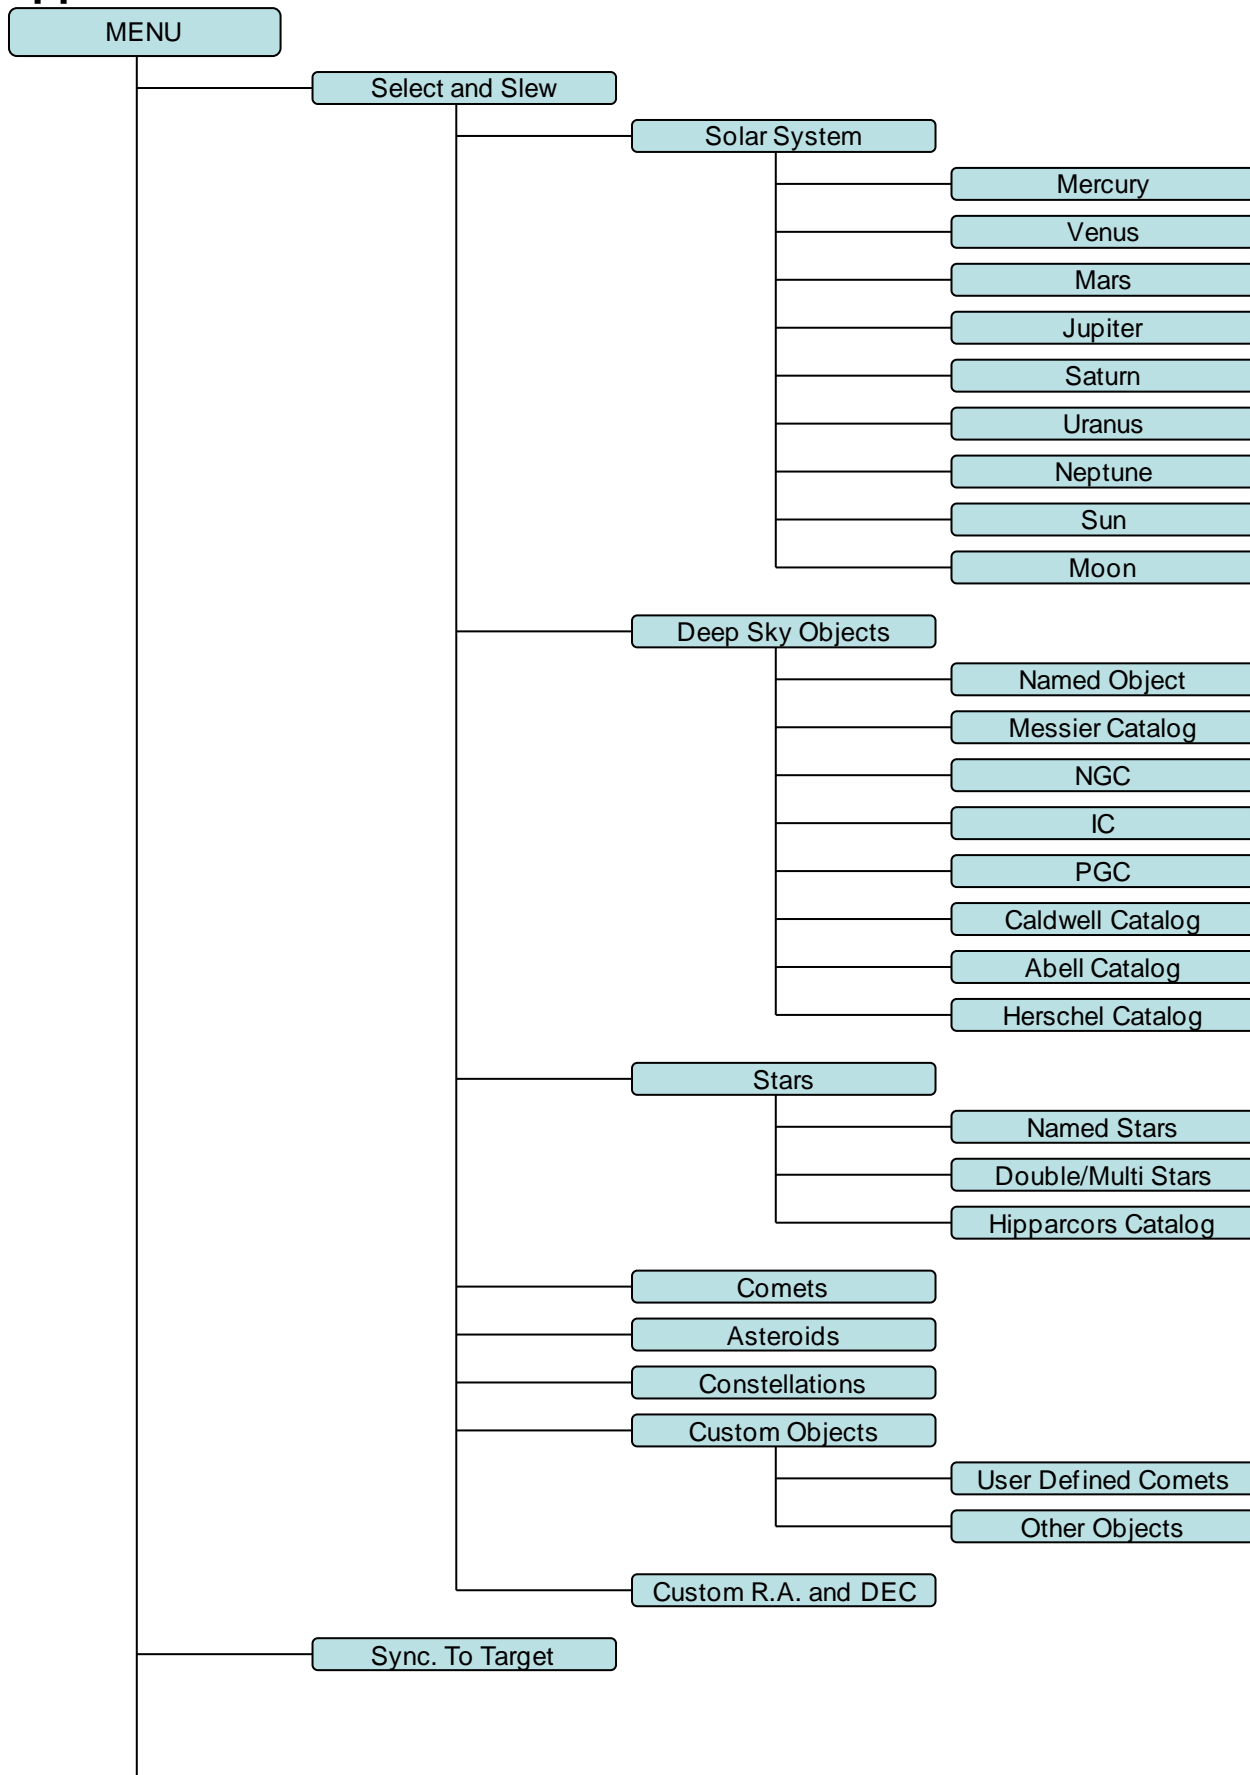 MENU
Select and Slew
Solar System
Mercury
Venus
Mars
Jupiter
Saturn
Uranus
Neptune
Sun
Moon
Deep Sky Objects
Named Object
Messier Catalog
NGC
IC
PGC
Caldwell Catalog
Abell Catalog
Herschel Catalog
Stars
Named Stars
Double/Multi Stars
Hipparcors Catalog
Comets
Asteroids
Constellations
Custom Objects
User Defined Comets
Other Objects
Custom R.A. and DEC
Sync. To Target